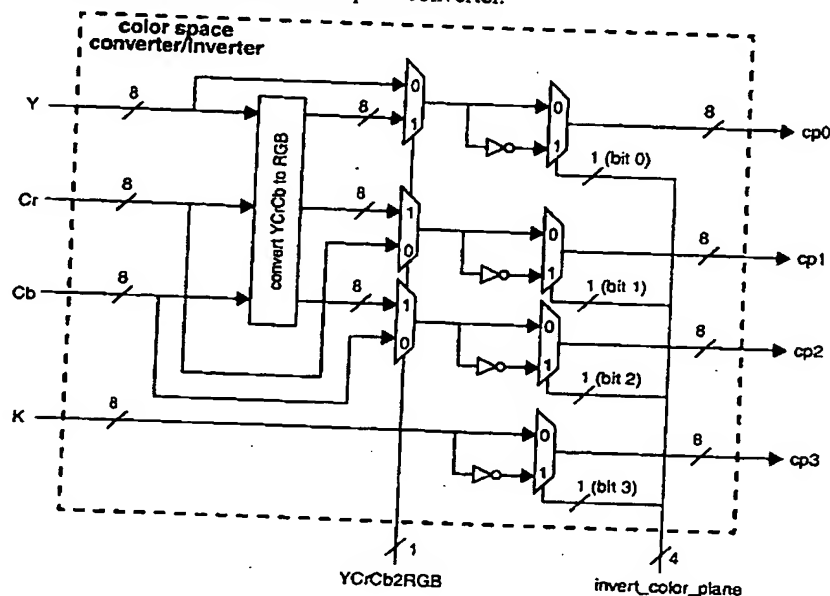 converter.
color space
converter/inverter
Y
8
0
1
8
0
1
8
cp0
1 (bit 0)
convert YCrCb to RGB
Cr
8
8
1
0
0
1
8
cp1
1 (bit 1)
Cb
8
8
1
0
0
1
8
cp2
1 (bit 2)
K
8
0
1
8
cp3
1 (bit 3)
1
4
YCrCb2RGB
invert_color_plane